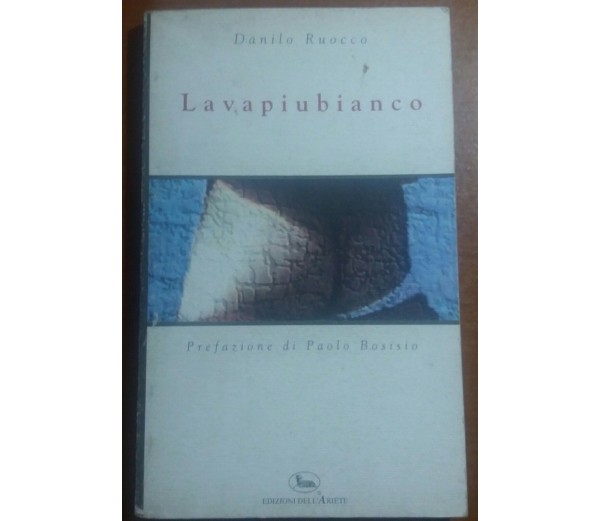 Danilo Ruocco
Lavapiubianco
Prefazione di Paolo Bosisio
EDIZIONI DELL'ARIETE